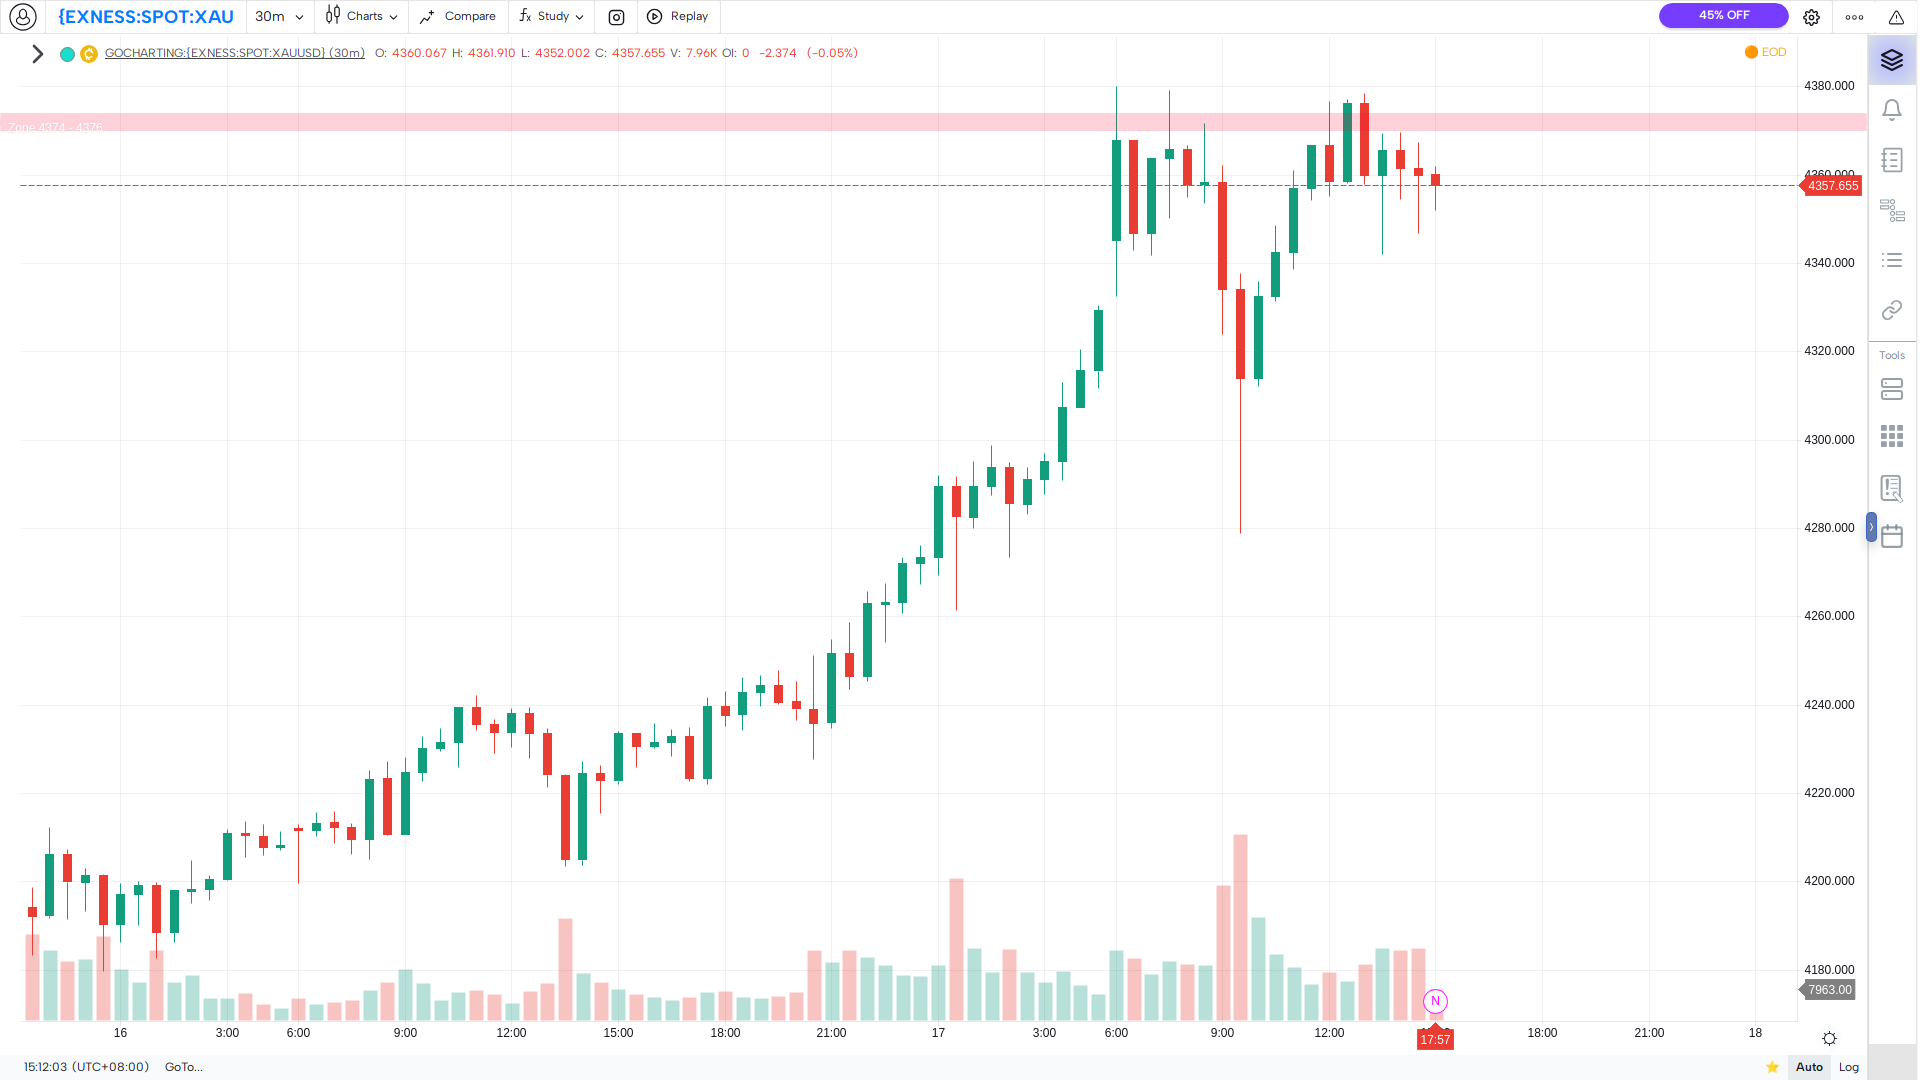 {EXNESS:SPOT:XAU 30m Charts Compare Study Replay 45% OFF
GOCHARTING:{EXNESS:SPOT:XAUUSD} (30m) O: 4360.067 H: 4361.910 L: 4352.002 C: 4357.655 V: 7.96K OI: 0 -2.374 (-0.05%)
EOD
4380.000
Zone 4374 - 4376
4357.655
4340.000
4320.000
Tools
4300.000
4280.000
4260.000
4240.000
4220.000
4200.000
4180.000
7963.00
N
16 3:00 6:00 9:00 12:00 15:00 18:00 21:00 17 3:00 6:00 9:00 12:00 18:00 21:00 18
17:57
15:12:03 (UTC+08:00) GoTo... Auto Log